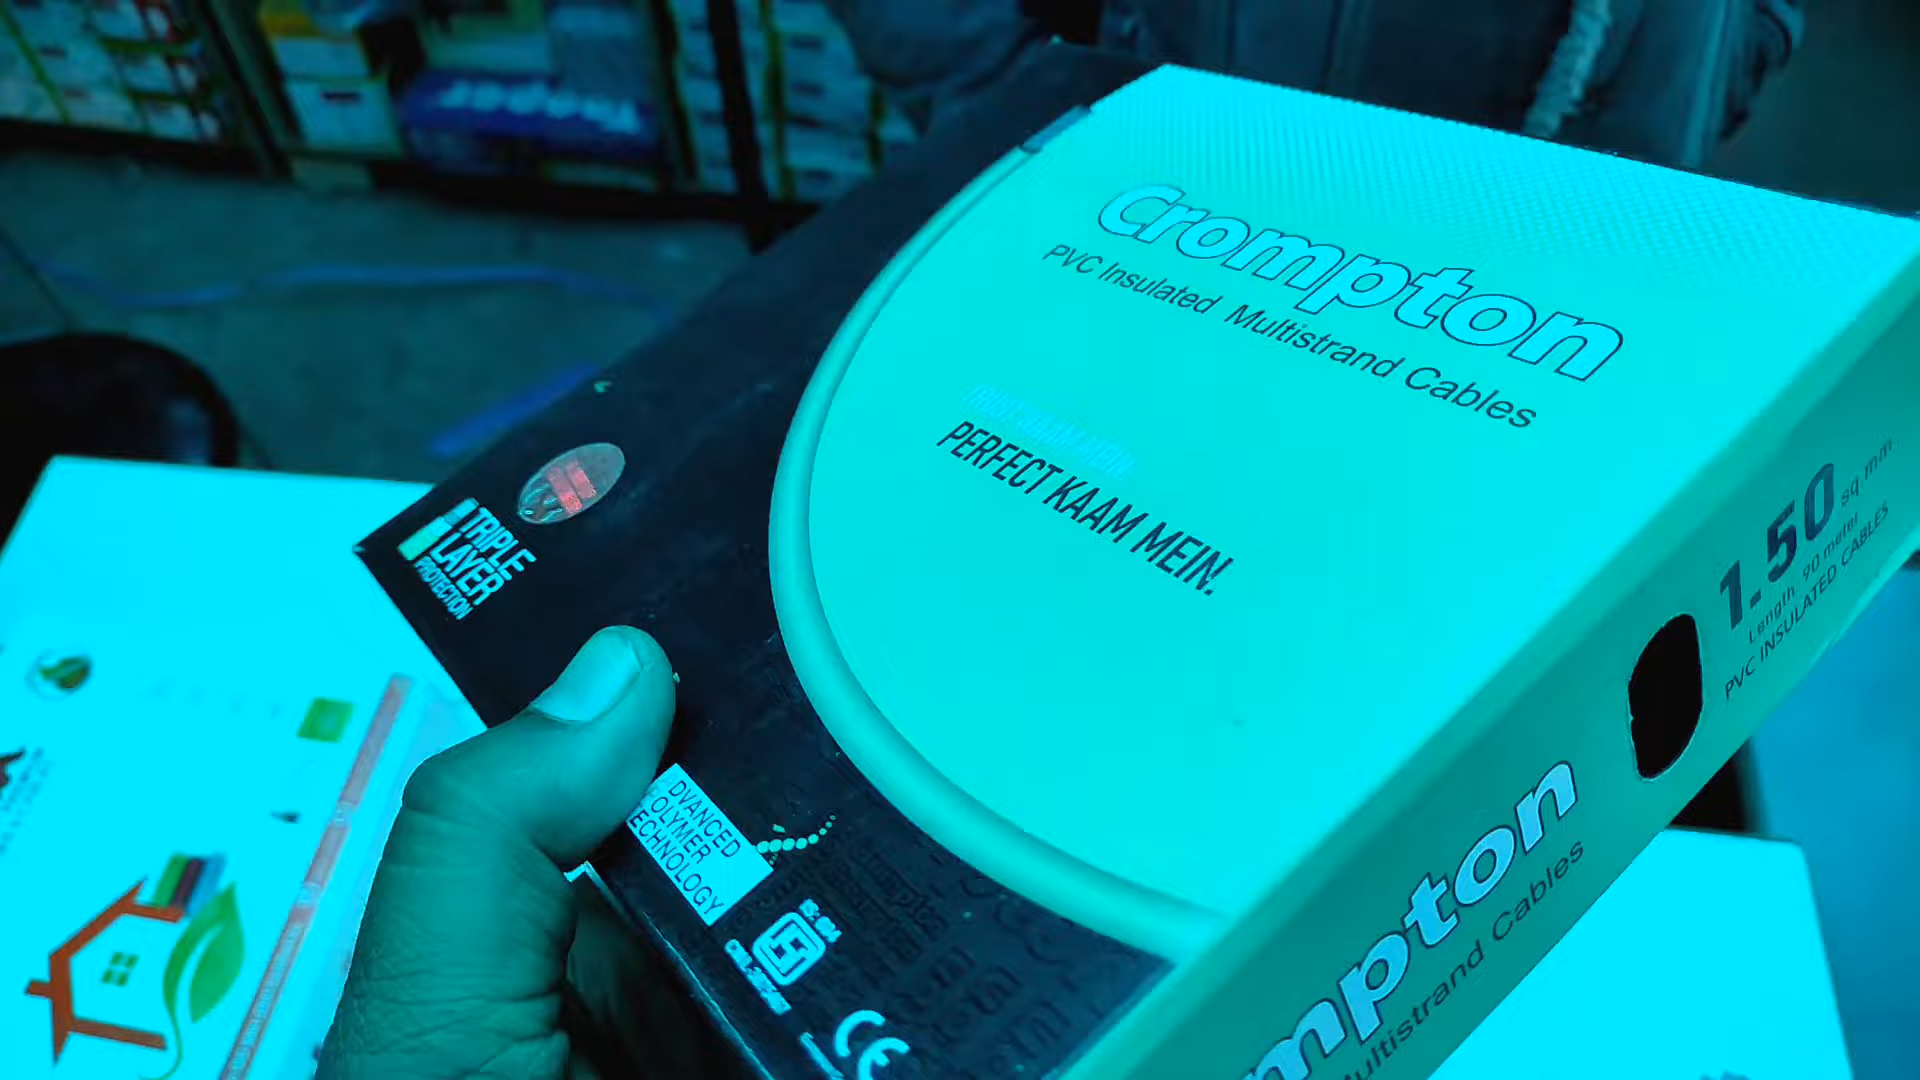 Crompton
PVC Insulated Multistrand Cables
PERFECT KAAM MEIN.
TRIPLE
LAYER
PROTECTION
DVANCED
OLYMER
ECHNOLOGY
CE
1.50 sq mm
Length 90 meter
PVC INSULATED CABLES
mpton
ultistrand Cables